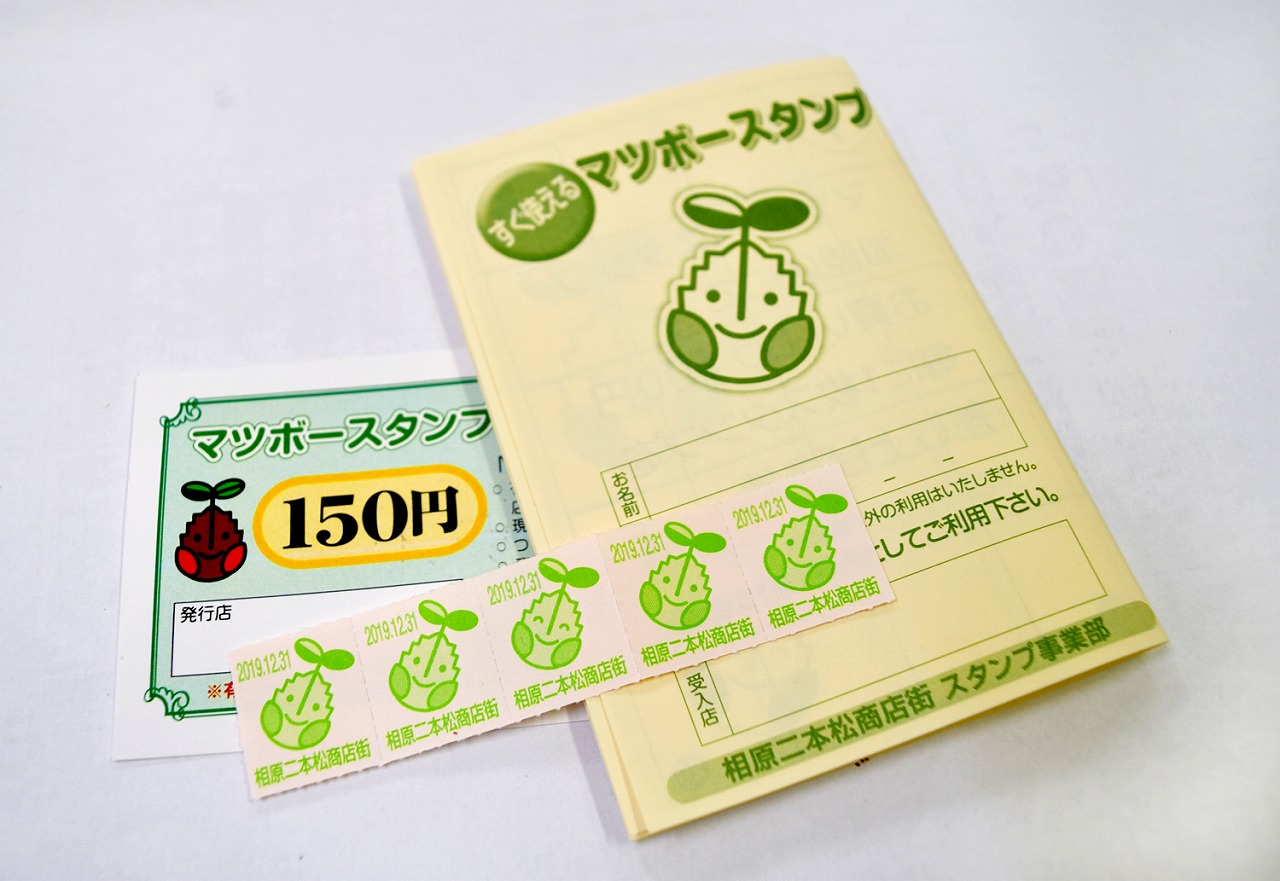 マツボースタンプ
すぐ使える
お名前
外の利用はいたしません。
してご利用下さい。
受入店
相原二本松商店街 スタンプ事業部
マツボースタンプ
150円
発行店
2019.12.31
相原二本松商店街
2019.12.31
相原二本松商店街
2019.12.31
相原二本松商店街
2019.12.31
相原二本松商店街
2019.12.31
相原二本松商店街